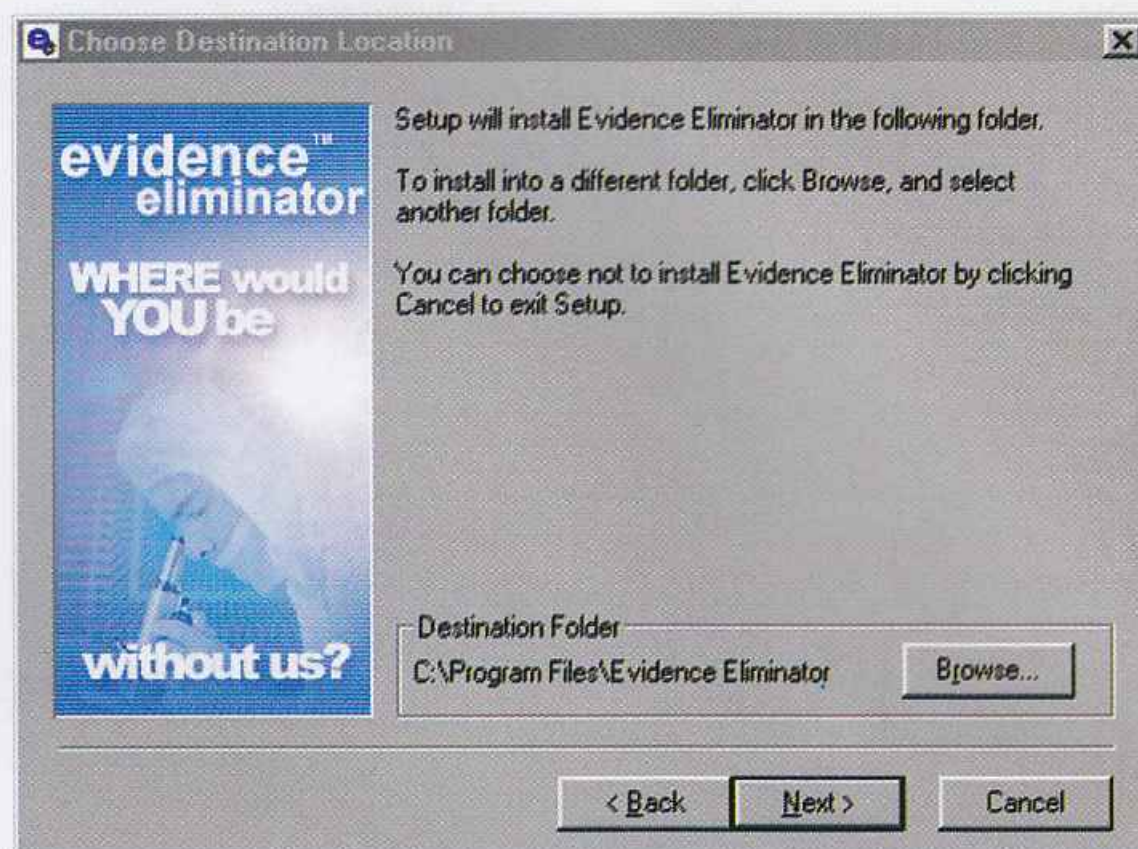 Choose Destination Location
evidence™
eliminator
WHERE would
YOU be
without us?
Setup will install Evidence Eliminator in the following folder.
To install into a different folder, click Browse, and select
another folder.
You can choose not to install Evidence Eliminator by clicking
Cancel to exit Setup.
Destination Folder
C:\Program Files\Evidence Eliminator
Browse...
< Back
Next >
Cancel